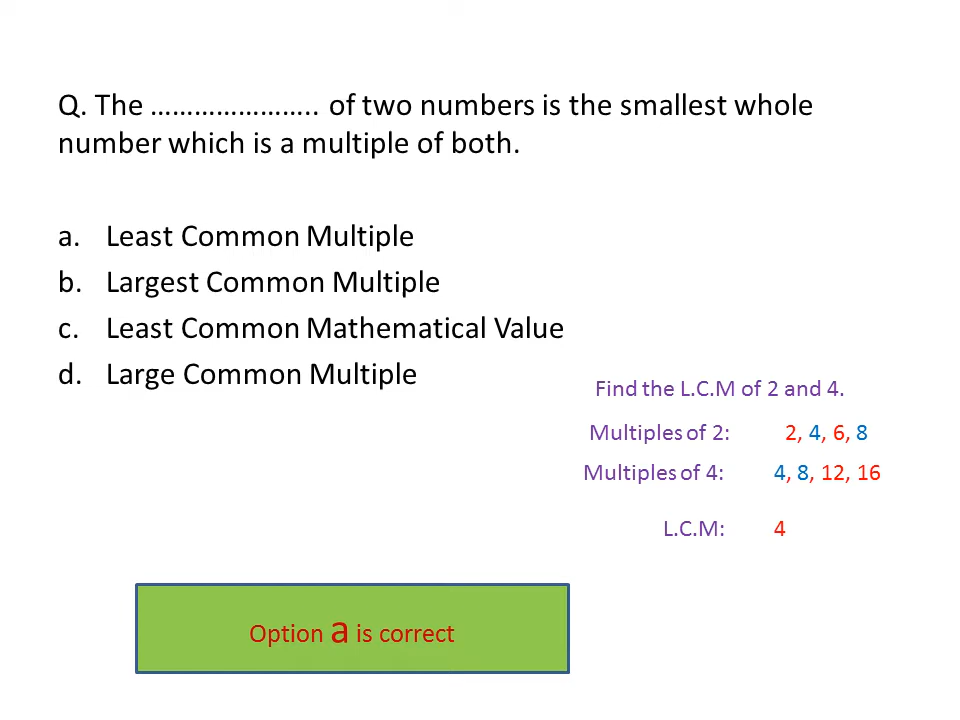 Q. The ………………….. of two numbers is the smallest whole
number which is a multiple of both.
a. Least Common Multiple
b. Largest Common Multiple
c. Least Common Mathematical Value
d. Large Common Multiple
Find the L.C.M of 2 and 4.
Multiples of 2: 2, 4, 6, 8
Multiples of 4: 4, 8, 12, 16
L.C.M: 4
Option a is correct